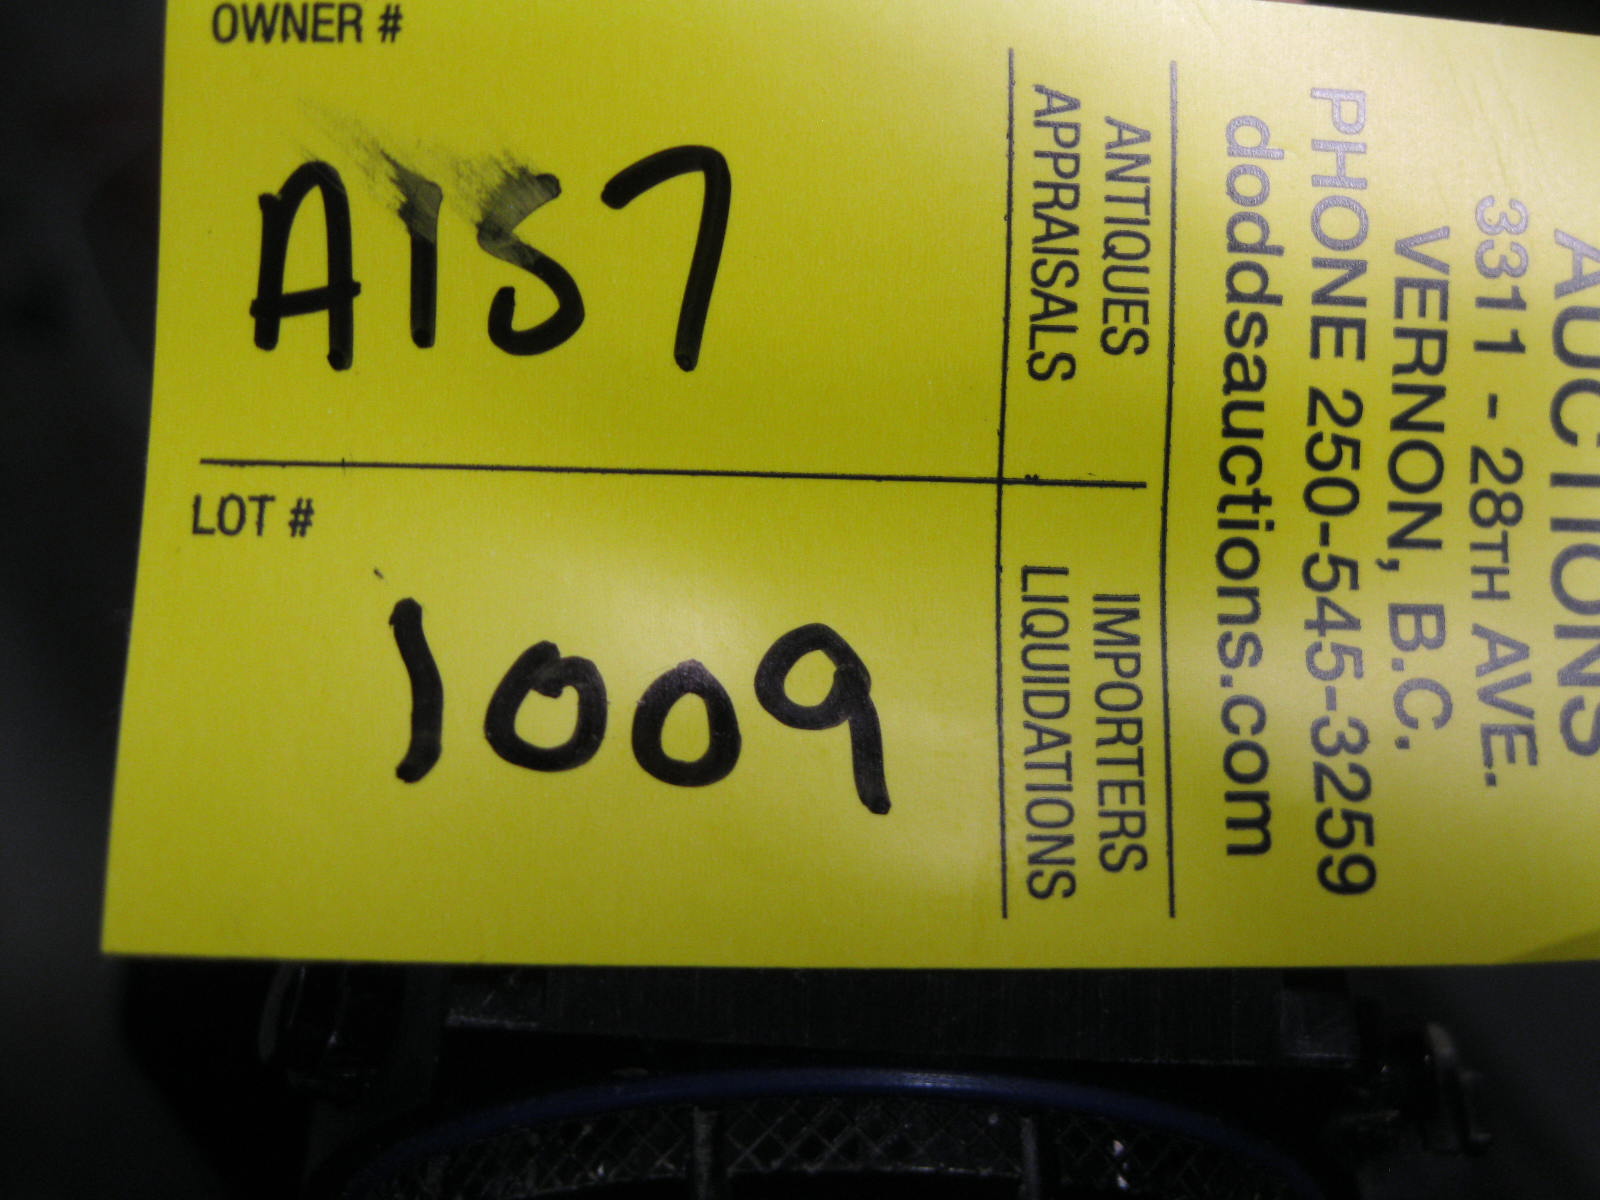 OWNER #
A157
LOT #
1009
AUCTIONS
3311 - 28TH AVE.
VERNON, B.C.
PHONE 250-545-3259
doddsauctions.com
ANTIQUES
APPRAISALS
IMPORTERS
LIQUIDATIONS